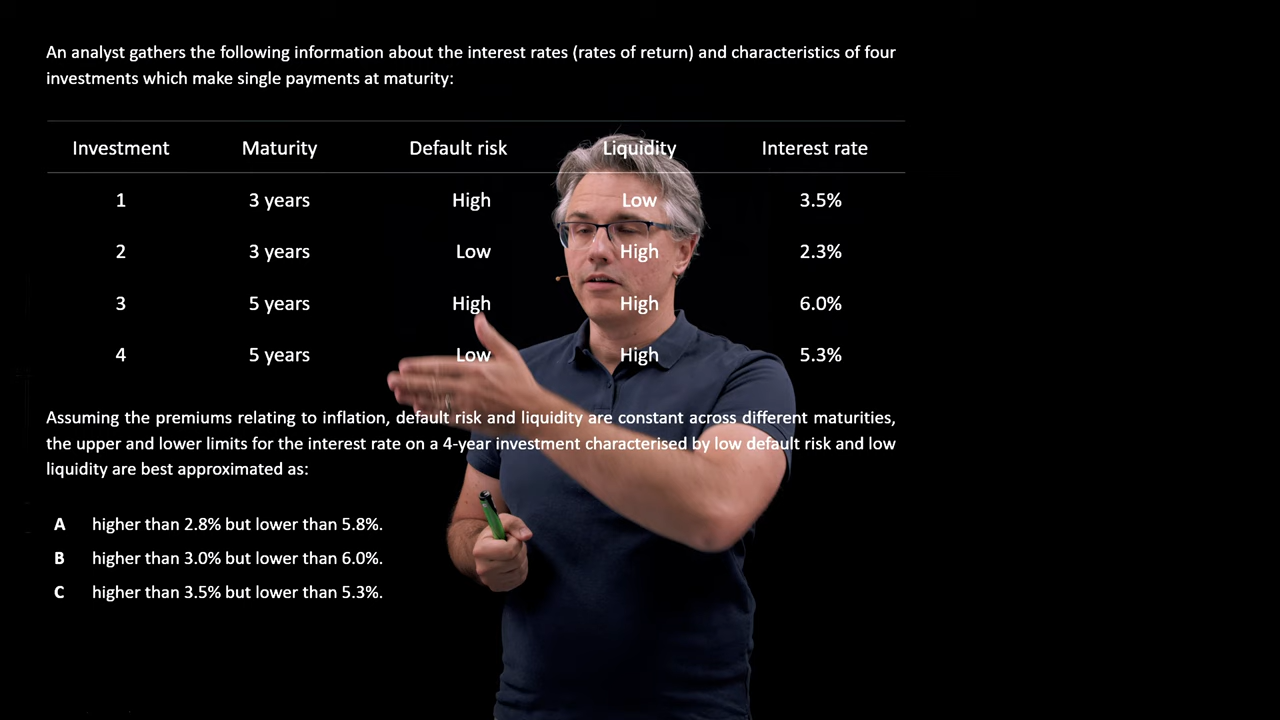 An analyst gathers the following information about the interest rates (rates of return) and characteristics of four
investments which make single payments at maturity:
Investment Maturity Default risk Liquidity Interest rate
1 3 years High Low 3.5%
2 3 years Low High 2.3%
3 5 years High High 6.0%
4 5 years Low High 5.3%
Assuming the premiums relating to inflation, default risk and liquidity are constant across different maturities,
the upper and lower limits for the interest rate on a 4-year investment characterised by low default risk and low
liquidity are best approximated as:
A higher than 2.8% but lower than 5.8%.
B higher than 3.0% but lower than 6.0%.
C higher than 3.5% but lower than 5.3%.